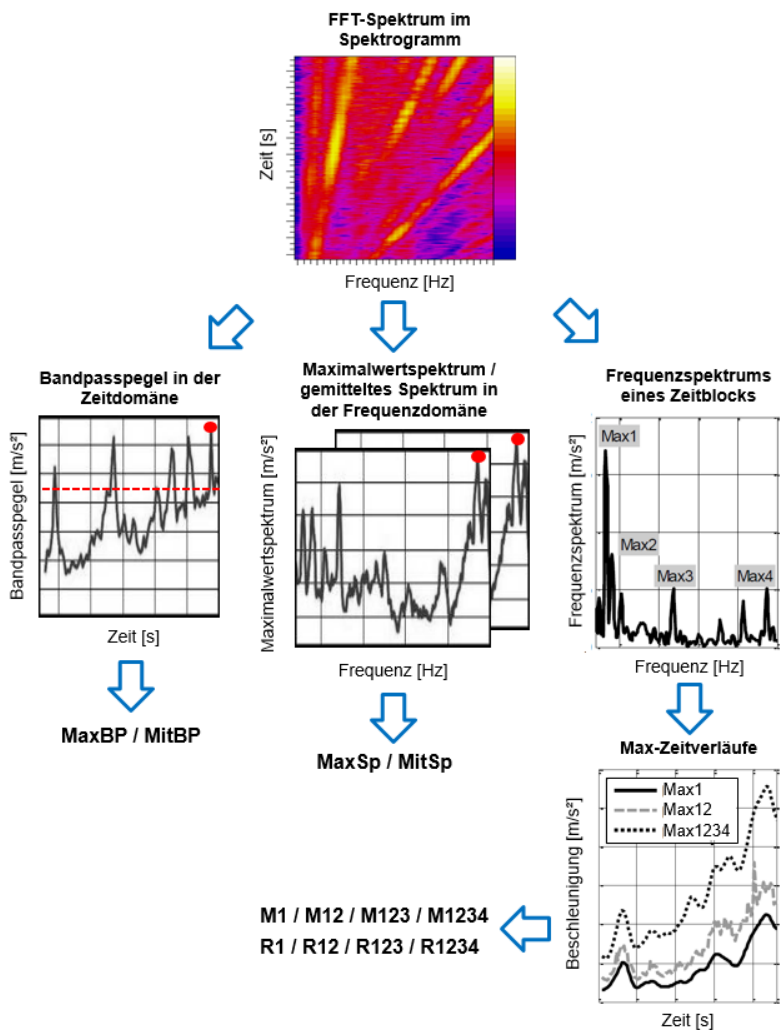 FFT-Spektrum im
Spektrogramm
Zeit [s]
Frequenz [Hz]
Bandpasspegel in der
Zeitdomäne
Bandpasspegel [m/s²]
Zeit [s]
MaxBP / MitBP
Maximalwertspektrum /
gemitteltes Spektrum in
der Frequenzdomäne
Maximalwertspektrum [m/s²]
Frequenz [Hz]
MaxSp / MitSp
Frequenzspektrums
eines Zeitblocks
Frequenzspektrum [m/s²]
Max1
Max2
Max3
Max4
Frequenz [Hz]
Max-Zeitverläufe
Beschleunigung [m/s²]
Max1
Max12
Max1234
Zeit [s]
M1 / M12 / M123 / M1234
R1 / R12 / R123 / R1234